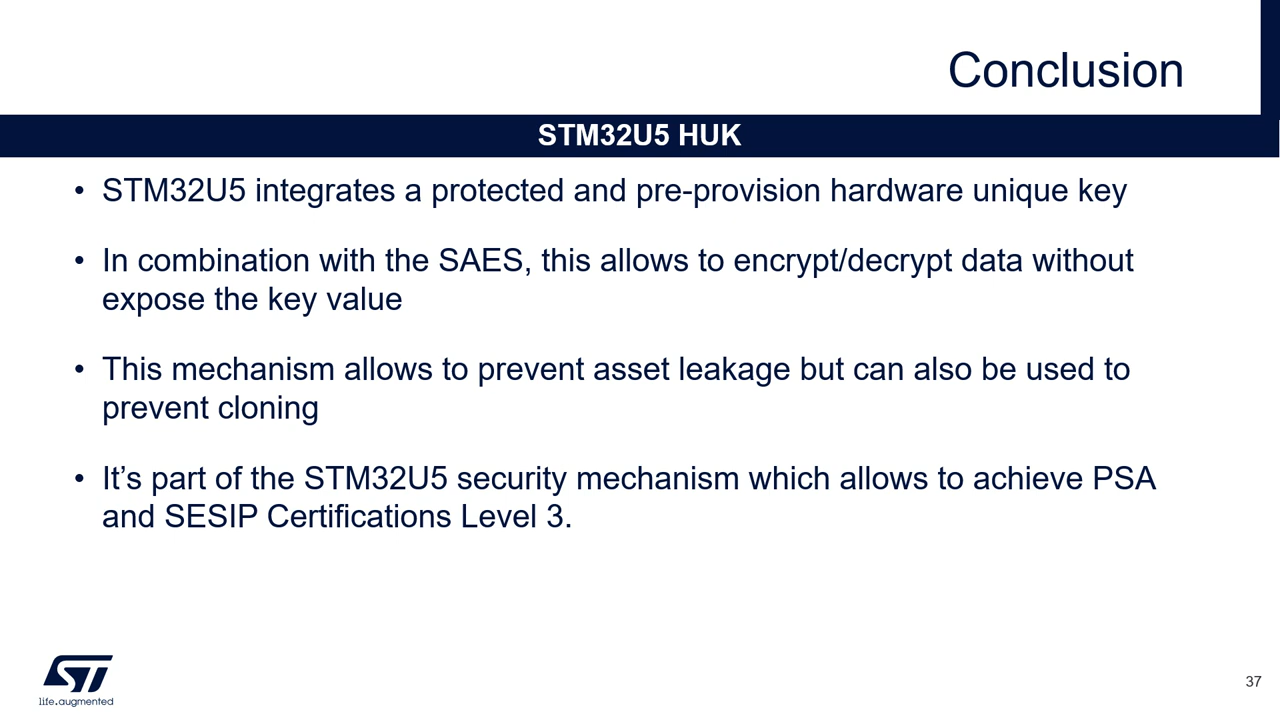 Conclusion
STM32U5 HUK
• STM32U5 integrates a protected and pre-provision hardware unique key
• In combination with the SAES, this allows to encrypt/decrypt data without
expose the key value
• This mechanism allows to prevent asset leakage but can also be used to
prevent cloning
• It’s part of the STM32U5 security mechanism which allows to achieve PSA
and SESIP Certifications Level 3.
ST
life.augmented
37